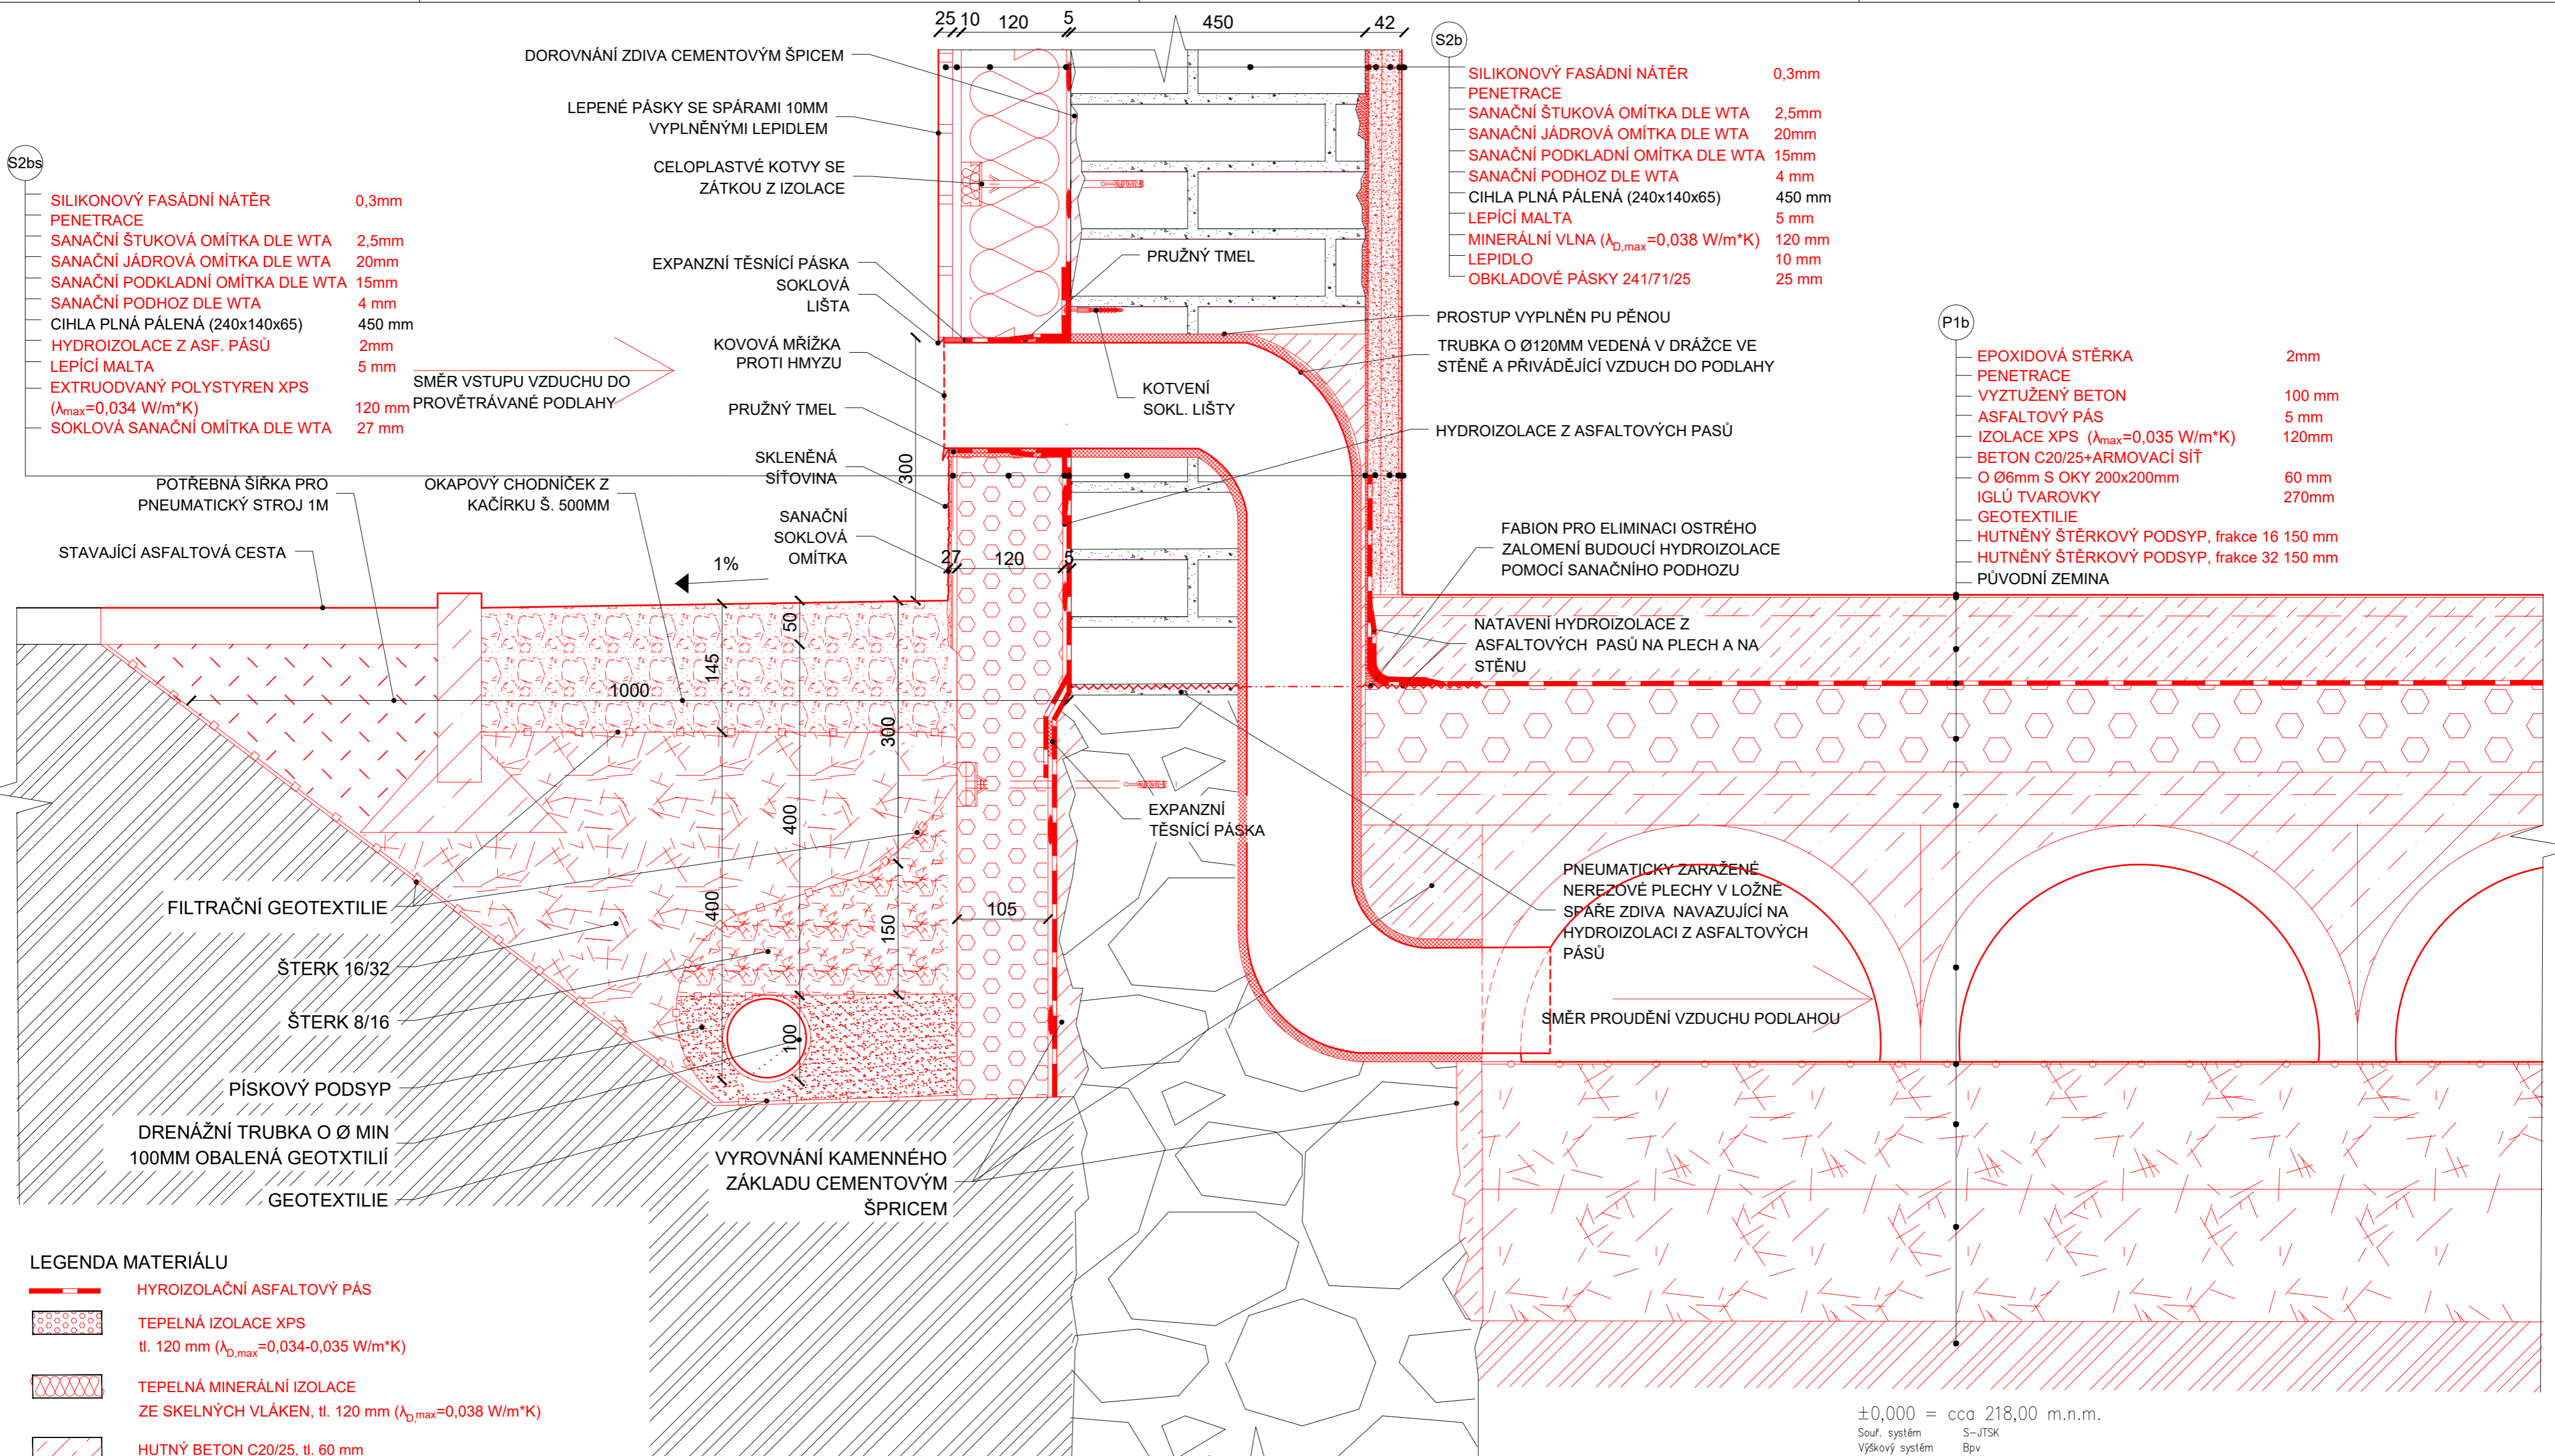 25 10 120 5 450 42
S2b
SILIKONOVÝ FASÁDNÍ NÁTĚR 0,3mm
PENETRACE
SANAČNÍ ŠTUKOVÁ OMÍTKA DLE WTA 2,5mm
SANAČNÍ JÁDROVÁ OMÍTKA DLE WTA 20mm
SANAČNÍ PODKLADNÍ OMÍTKA DLE WTA 15mm
SANAČNÍ PODHOZ DLE WTA 4 mm
CIHLA PLNÁ PÁLENÁ (240x140x65) 450 mm
LEPÍCÍ MALTA 5 mm
MINERÁLNÍ VLNA (λD,max=0,038 W/m*K) 120 mm
LEPIDLO 10 mm
OBKLADOVÉ PÁSKY 241/71/25 25 mm
DOROVNÁNÍ ZDIVA CEMENTOVÝM ŠPICEM
LEPENÉ PÁSKY SE SPÁRAMI 10MM
VYPLNĚNÝMI LEPIDLEM
CELOPLASTVÉ KOTVY SE
ZÁTKOU Z IZOLACE
EXPANZNÍ TĚSNÍCÍ PÁSKA
SOKLOVÁ
LIŠTA
KOVOVÁ MŘÍŽKA
PROTI HMYZU
PRUŽNÝ TMEL
SKLENĚNÁ
SÍŤOVINA
SANAČNÍ
SOKLOVÁ
OMÍTKA
S2bs
SILIKONOVÝ FASÁDNÍ NÁTĚR 0,3mm
PENETRACE
SANAČNÍ ŠTUKOVÁ OMÍTKA DLE WTA 2,5mm
SANAČNÍ JÁDROVÁ OMÍTKA DLE WTA 20mm
SANAČNÍ PODKLADNÍ OMÍTKA DLE WTA 15mm
SANAČNÍ PODHOZ DLE WTA 4 mm
CIHLA PLNÁ PÁLENÁ (240x140x65) 450 mm
HYDROIZOLACE Z ASF. PÁSŮ 2mm
LEPÍCÍ MALTA 5 mm
EXTRUODVANÝ POLYSTYREN XPS
(λmax=0,034 W/m*K) 120 mm
SOKLOVÁ SANAČNÍ OMÍTKA DLE WTA 27 mm
SMĚR VSTUPU VZDUCHU DO
PROVĚTRÁVANÉ PODLAHY
POTŘEBNÁ ŠÍŘKA PRO
PNEUMATICKÝ STROJ 1M
OKAPOVÝ CHODNÍČEK Z
KAČÍRKU Š. 500MM
STAVAJÍCÍ ASFALTOVÁ CESTA
1%
300
27 120 5
50
145
1000
300
400
400
150
105
100
PRUŽNÝ TMEL
KOTVENÍ
SOKL. LIŠTY
PROSTUP VYPLNĚN PU PĚNOU
TRUBKA O Ø120MM VEDENÁ V DRÁŽCE VE
STĚNĚ A PŘIVÁDĚJÍCÍ VZDUCH DO PODLAHY
HYDROIZOLACE Z ASFALTOVÝCH PASŮ
FABION PRO ELIMINACI OSTRÉHO
ZALOMENÍ BUDOUCÍ HYDROIZOLACE
POMOCÍ SANAČNÍHO PODHOZU
NATAVENÍ HYDROIZOLACE Z
ASFALTOVÝCH PASŮ NA PLECH A NA
STĚNU
EXPANZNÍ
TĚSNÍCÍ PÁSKA
PNEUMATICKY ZARAŽENÉ
NEREZOVÉ PLECHY V LOŽNÉ
SPAŘE ZDIVA NAVAZUJÍCÍ NA
HYDROIZOLACI Z ASFALTOVÝCH
PÁSŮ
SMĚR PROUDĚNÍ VZDUCHU PODLAHOU
P1b
EPOXIDOVÁ STĚRKA 2mm
PENETRACE
VYZTUŽENÝ BETON 100 mm
ASFALTOVÝ PÁS 5 mm
IZOLACE XPS (λmax=0,035 W/m*K) 120mm
BETON C20/25+ARMOVACÍ SÍŤ
O Ø6mm S OKY 200x200mm 60 mm
IGLÚ TVAROVKY 270mm
GEOTEXTILIE
HUTNĚNÝ ŠTĚRKOVÝ PODSYP, frakce 16 150 mm
HUTNĚNÝ ŠTĚRKOVÝ PODSYP, frakce 32 150 mm
PŮVODNÍ ZEMINA
FILTRAČNÍ GEOTEXTILIE
ŠTERK 16/32
ŠTERK 8/16
PÍSKOVÝ PODSYP
DRENÁŽNÍ TRUBKA O Ø MIN
100MM OBALENÁ GEOTXTILIÍ
GEOTEXTILIE
VYROVNÁNÍ KAMENNÉHO
ZÁKLADU CEMENTOVÝM
ŠPRICEM
LEGENDA MATERIÁLU
HYROIZOLAČNÍ ASFALTOVÝ PÁS
TEPELNÁ IZOLACE XPS
tl. 120 mm (λD,max=0,034-0,035 W/m*K)
TEPELNÁ MINERÁLNÍ IZOLACE
ZE SKELNÝCH VLÁKEN, tl. 120 mm (λD,max=0,038 W/m*K)
HUTNÝ BETON C20/25, tl. 60 mm
±0,000 = cca 218,00 m.n.m.
Souř. systém S-JTSK
Výškový systém Bpv